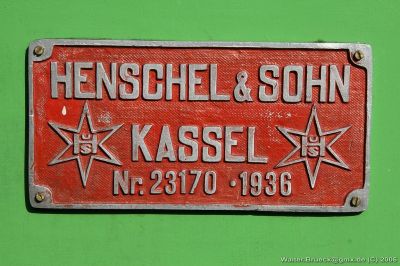 HENSCHEL & SOHN
KASSEL
Nr. 23170 · 1936